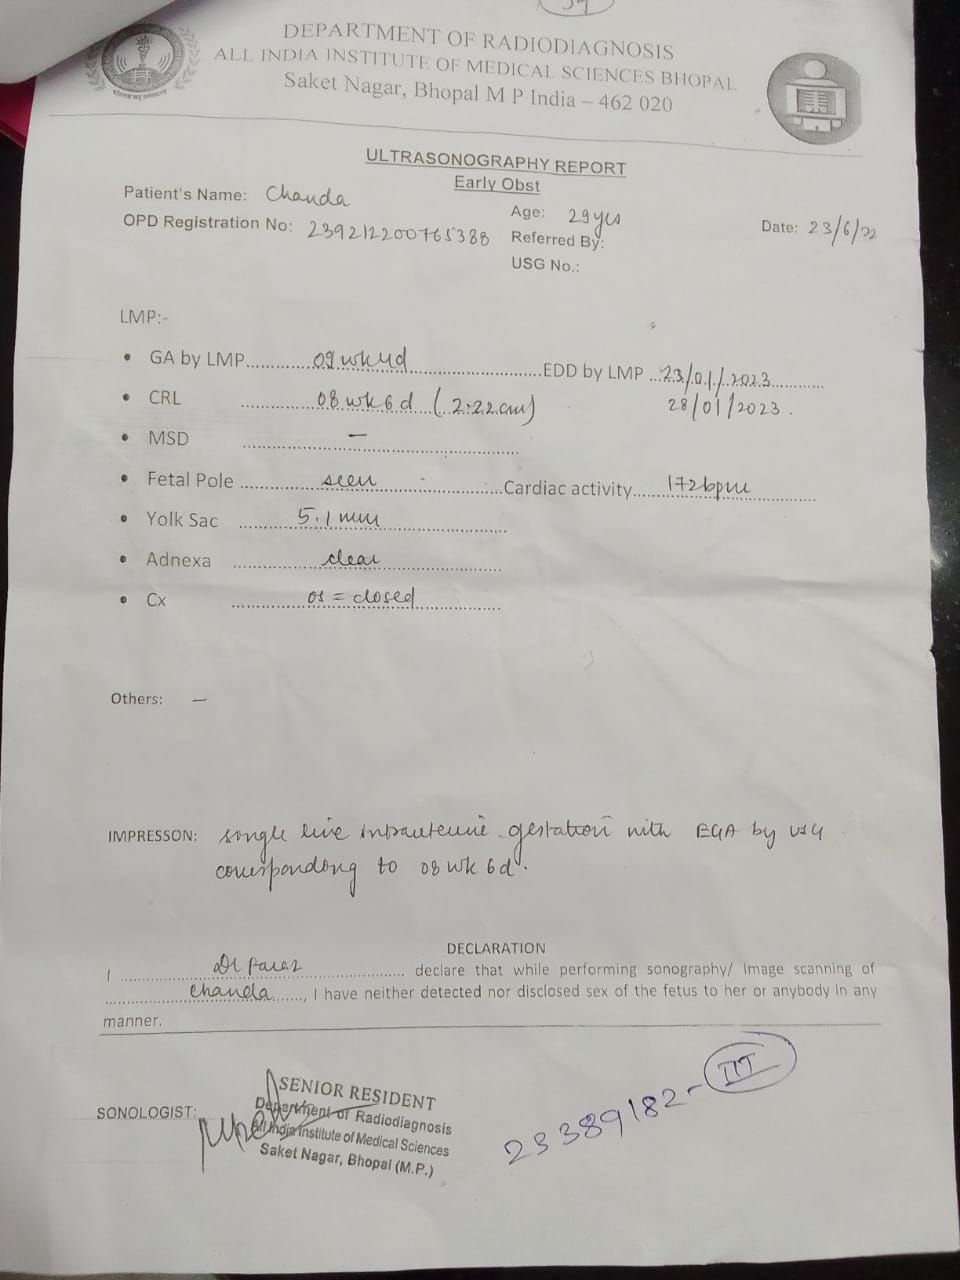 DEPARTMENT OF RADIODIAGNOSIS
ALL INDIA INSTITUTE OF MEDICAL SCIENCES BHOPAL
Saket Nagar, Bhopal M P India – 462 020
ULTRASONOGRAPHY REPORT
Early Obst
Patient's Name: Chanda
Age: 29yrs
Date: 23/6/22
OPD Registration No: 239212200765388
Referred By:
USG No.:
LMP:-
• GA by LMP 09 wk 4d EDD by LMP 23/01/2023
• CRL 08 wk 6 d (2.22cm) 28/01/2023.
• MSD –
• Fetal Pole seen Cardiac activity 172bpm
• Yolk Sac 5.1 mm
• Adnexa clear
• Cx os = closed
Others: –
IMPRESSON: single live intrauterine gestation with EGA by USG
corresponding to 08 wk 6d.
DECLARATION
I Dr declare that while performing sonography/ Image scanning of
Chanda, I have neither detected nor disclosed sex of the fetus to her or anybody in any
manner.
SONOLOGIST:
SENIOR RESIDENT
Department of Radiodiagnosis
All India Institute of Medical Sciences
Saket Nagar, Bhopal (M.P.)
23389182-III